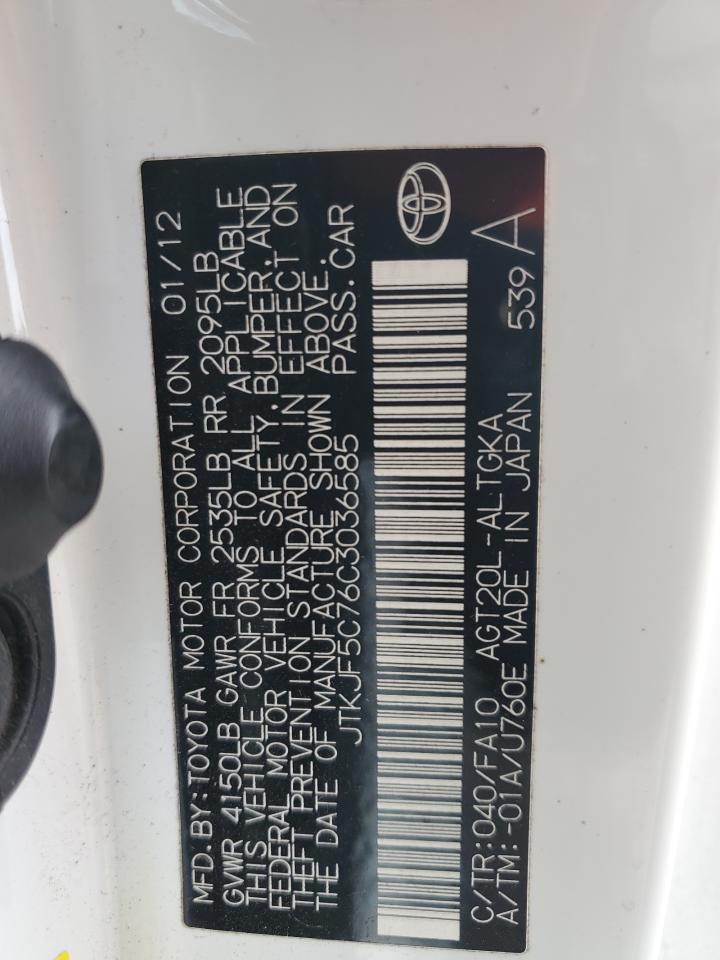 MFD.BY:TOYOTA MOTOR CORPORATION 01/12
GVWR 4150LB GAWR FR 2535LB RR 2095LB
THIS VEHICLE CONFORMS TO ALL APPLICABLE
FEDERAL MOTOR VEHICLE SAFETY, BUMPER, AND
THEFT PREVENTION STANDARDS IN EFFECT ON
THE DATE OF MANUFACTURE SHOWN ABOVE.
JTKJF5C76C3036585 PASS.CAR
C/TR:040/FA10 AGT20L-ALTGKA
A/TM:-01A/U760E MADE IN JAPAN 539 A